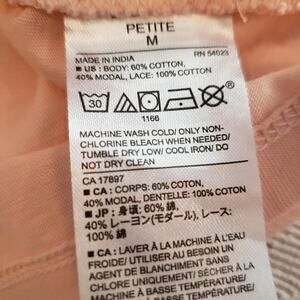 PETITE
M
MADE IN INDIA RN 54023
■ US: BODY: 60% COTTON,
40% MODAL, LACE: 100% COTTON
30
1166
MACHINE WASH COLD/ ONLY NON-
CHLORINE BLEACH WHEN NEEDED/
TUMBLE DRY LOW/ COOL IRON/ DO
NOT DRY CLEAN
CA 17897
■ CA: CORPS: 60% COTON,
40% MODAL, DENTELLE: 100% COTON
■ JP: 身頃: 60% 綿,
40% レーヨン(モダール), レース:
100% 綿
■ CA: LAVER À LA MACHINE À L'EAU
FROIDE/ UTILISER AU BESOIN UN
AGENT DE BLANCHIMENT SANS
CHLORE UNIQUEMENT/ SÉCHER À LA
MACHINE À BASSE TEMPÉRATURE/
À BASSE TEMPÉRATURE/